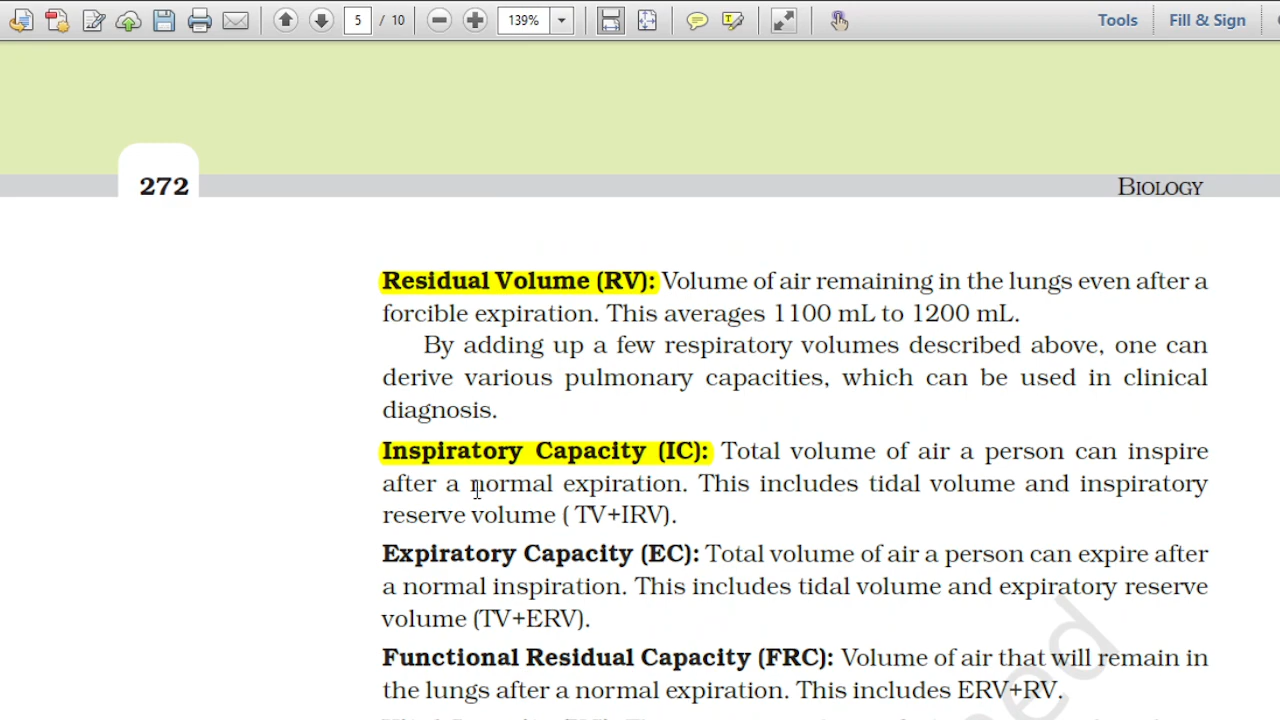 5 / 10 139% Tools Fill & Sign
272 BIOLOGY
Residual Volume (RV): Volume of air remaining in the lungs even after a
forcible expiration. This averages 1100 mL to 1200 mL.
By adding up a few respiratory volumes described above, one can
derive various pulmonary capacities, which can be used in clinical
diagnosis.
Inspiratory Capacity (IC): Total volume of air a person can inspire
after a normal expiration. This includes tidal volume and inspiratory
reserve volume ( TV+IRV).
Expiratory Capacity (EC): Total volume of air a person can expire after
a normal inspiration. This includes tidal volume and expiratory reserve
volume (TV+ERV).
Functional Residual Capacity (FRC): Volume of air that will remain in
the lungs after a normal expiration. This includes ERV+RV.